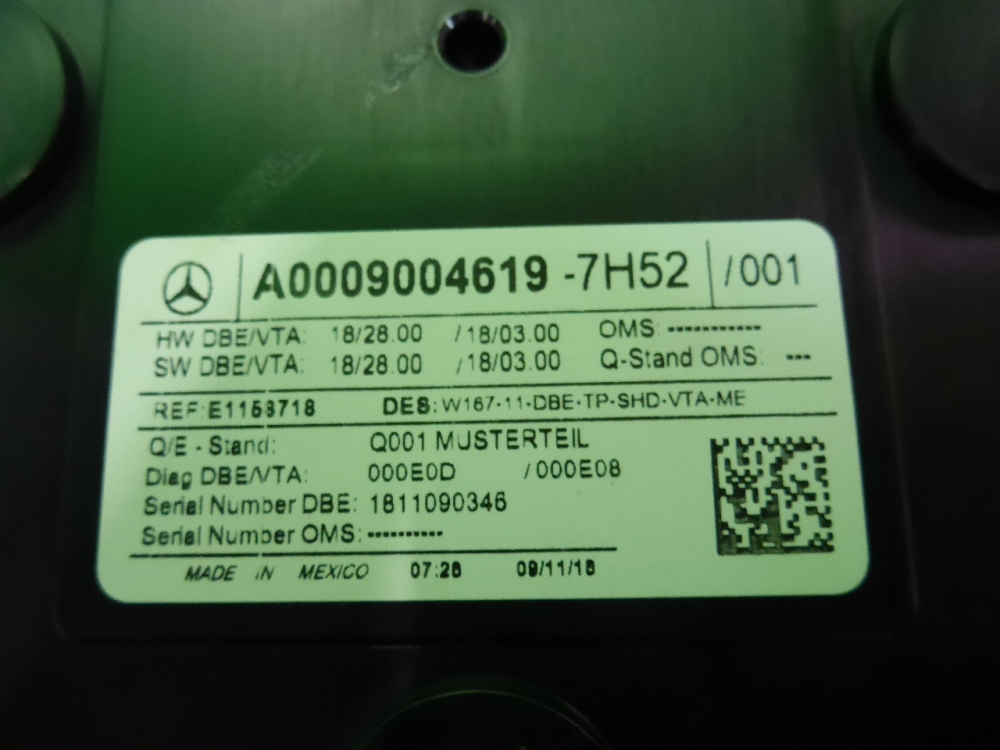 A0009004619 -7H52 /001
HW DBE/VTA: 18/28.00 /18/03.00 OMS: -----------
SW DBE/VTA: 18/28.00 /18/03.00 Q-Stand OMS: ---
REF:E1158718 DES: W167-11-DBE-TP-SHD-VTA-ME
Q/E - Stand: Q001 MUSTERTEIL
Diag DBE/VTA: 000E0D /000E08
Serial Number DBE: 1811090346
Serial Number OMS: ----------
MADE IN MEXICO 07:28 09/11/18